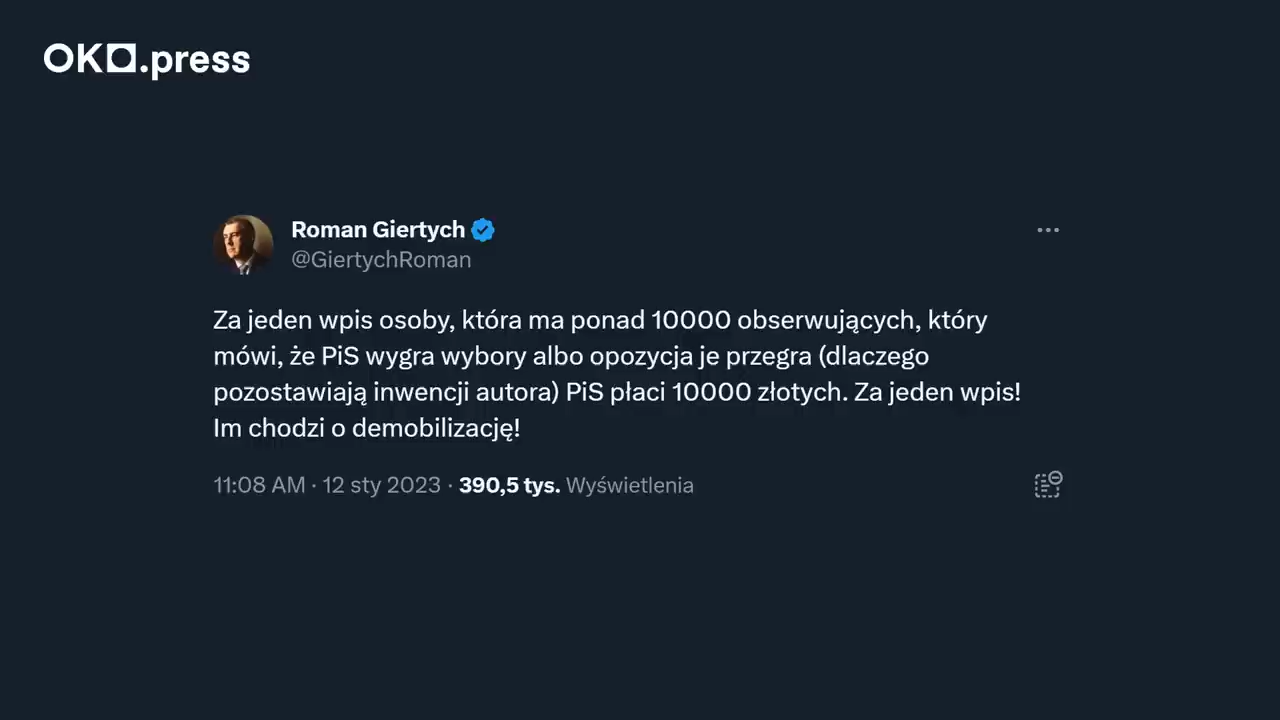 OKO.press
Roman Giertych
@GiertychRoman
Za jeden wpis osoby, która ma ponad 10000 obserwujących, który
mówi, że PiS wygra wybory albo opozycja je przegra (dlaczego
pozostawiają inwencji autora) PiS płaci 10000 złotych. Za jeden wpis!
Im chodzi o demobilizację!
11:08 AM · 12 sty 2023 · 390,5 tys. Wyświetlenia